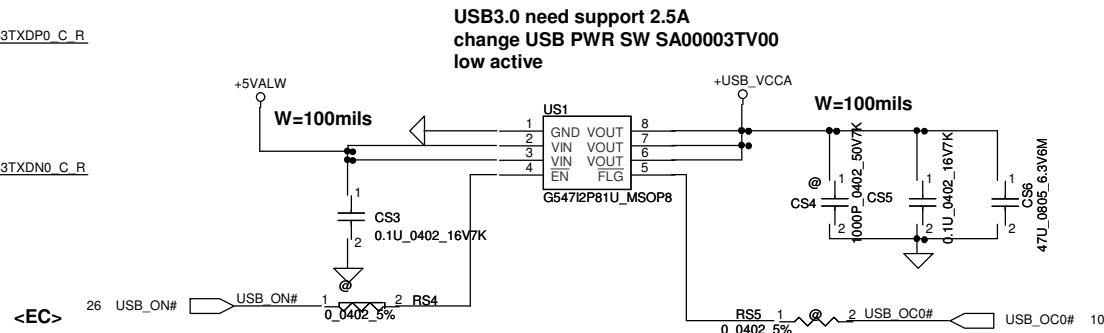 USB3.0 need support 2.5A
change USB PWR SW SA00003TV00
low active
3TXDP0_C_R
3TXDN0_C_R
+5VALW
W=100mils
+USB_VCCA
W=100mils
US1
1 GND VOUT 8
2 VIN VOUT 7
3 VIN VOUT 6
4 EN FLG 5
G547I2P81U_MSOP8
1
CS3
0.1U_0402_16V7K
2
@
1
CS4
2
1000P_0402_50V7K
1
CS5
2
0.1U_0402_16V7K
1
CS6
2
47U_0805_6.3V6M
<EC>
26 USB_ON# USB_ON# 1 @ 2 RS4
0_0402_5%
RS5 1 @ 2 USB_OC0# USB_OC0# 10
0_0402_5%